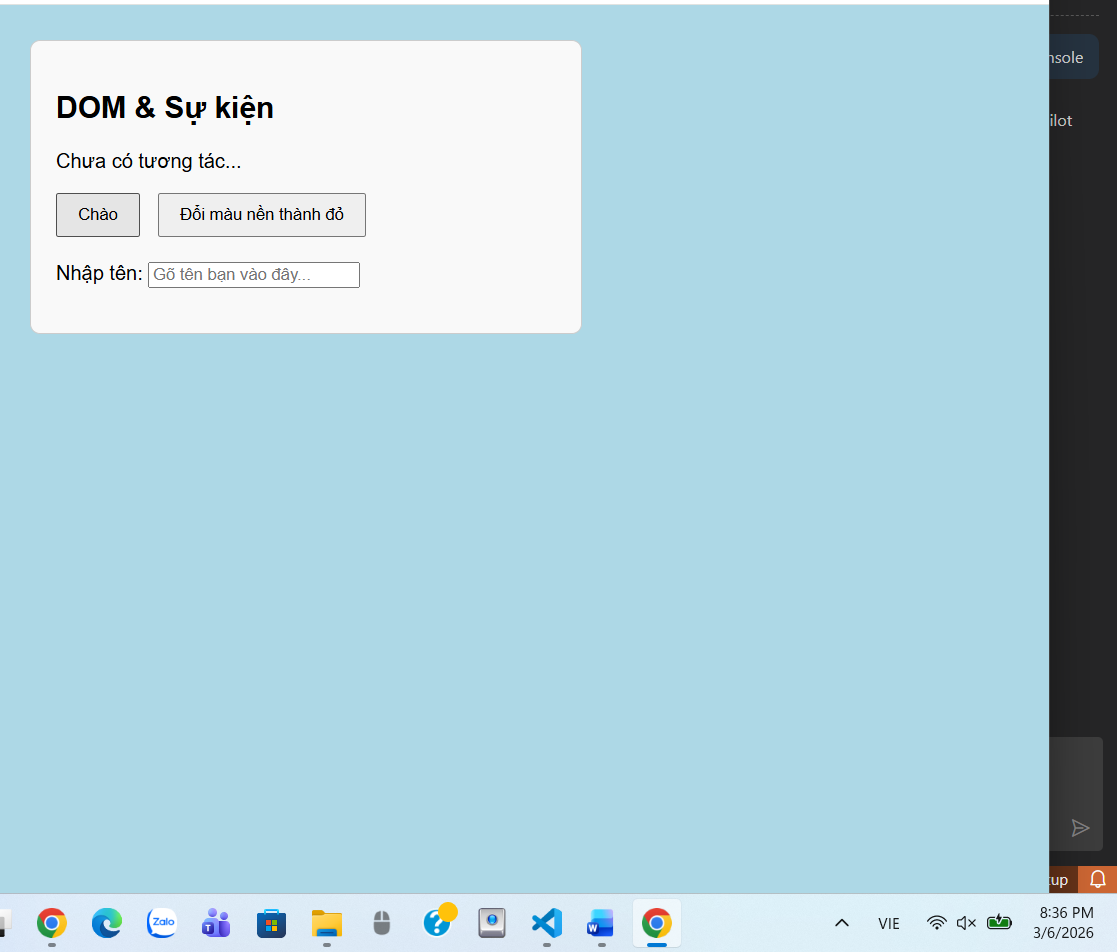 nsole
ilot
DOM & Sự kiện
Chưa có tương tác...
Chào
Đổi màu nền thành đỏ
Nhập tên: Gõ tên bạn vào đây...
tup
Zalo
T
W
VIE
8:36 PM
3/6/2026